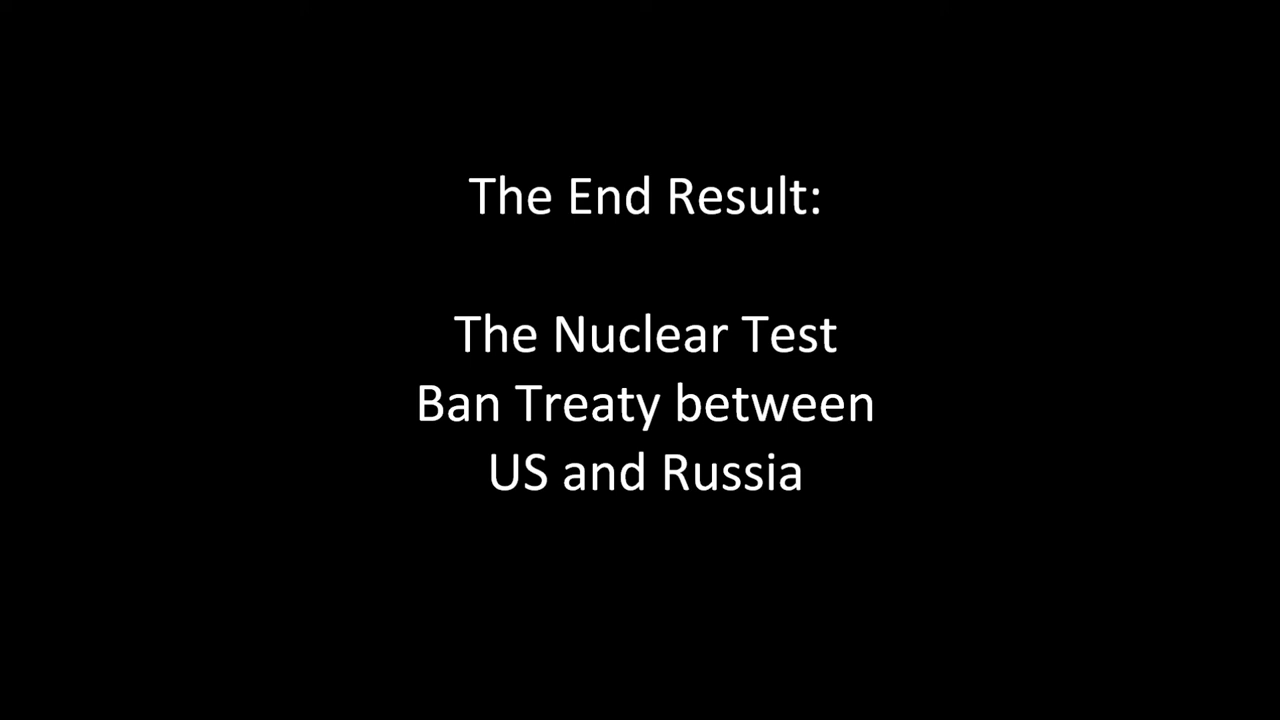 The End Result:
The Nuclear Test
Ban Treaty between
US and Russia